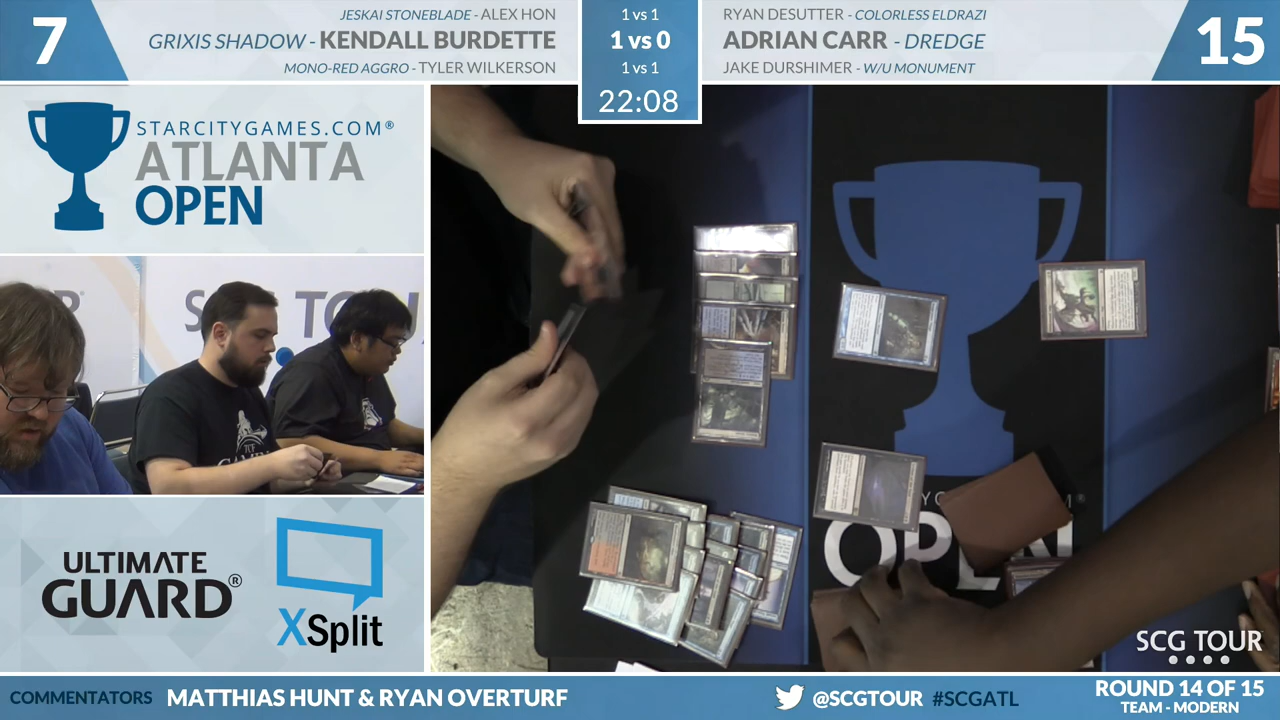 7
JESKAI STONEBLADE - ALEX HON
GRIXIS SHADOW - KENDALL BURDETTE
MONO-RED AGGRO - TYLER WILKERSON
1 vs 1
1 vs 0
1 vs 1
22:08
RYAN DESUTTER - COLORLESS ELDRAZI
ADRIAN CARR - DREDGE
JAKE DURSHIMER - W/U MONUMENT
15
STARCITYGAMES.COM®
ATLANTA
OPEN
ULTIMATE
GUARD®
XSplit
OPEN
SCG TOUR
COMMENTATORS MATTHIAS HUNT & RYAN OVERTURF
@SCGTOUR #SCGATL
ROUND 14 OF 15
TEAM - MODERN